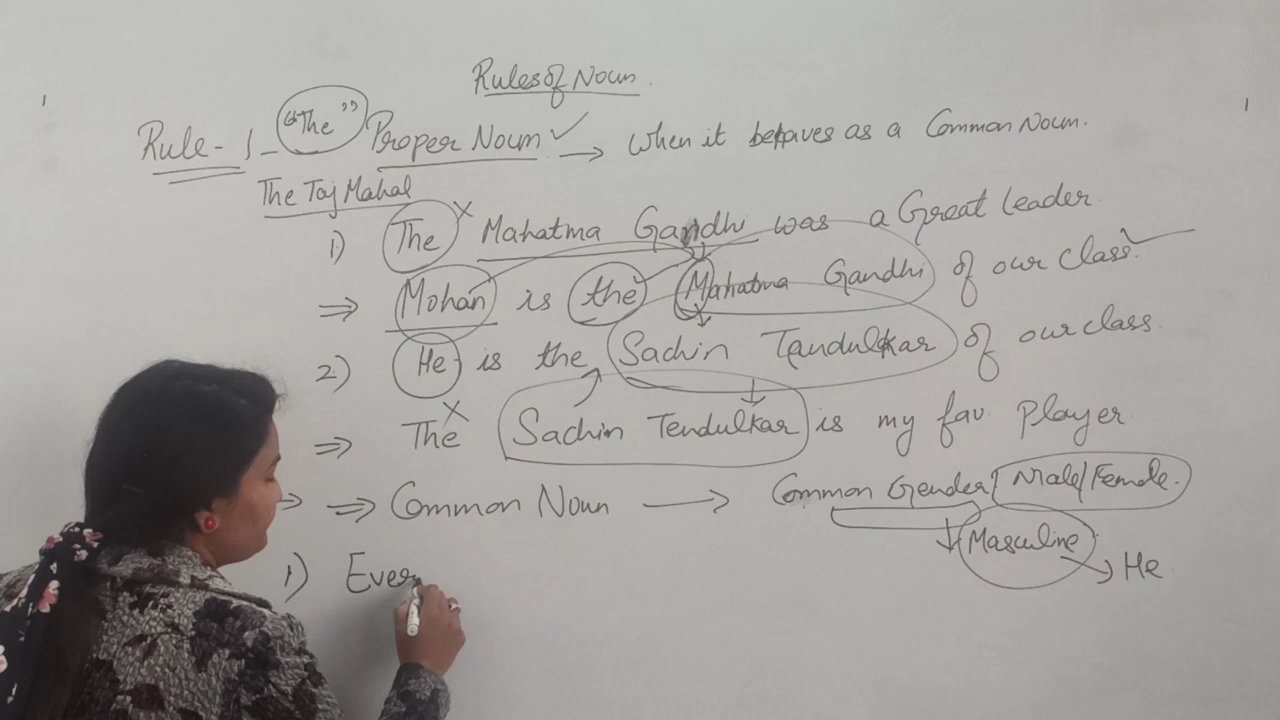 Rules of Noun.
Rule-1- "The" Proper Noun ✓ → When it behaves as a Common Noun.
The Taj Mahal
1) The × Mahatma Gandhi was a Great leader.
⇒ Mohan is the Mahatma Gandhi of our class. ✓
2) He is the Sachin Tandulkar of our class.
⇒ The × Sachin Tendulkar is my fav. Player.
⇒ Common Noun → Common Gender/ Male/Female.
Masculine → He
1) Ever